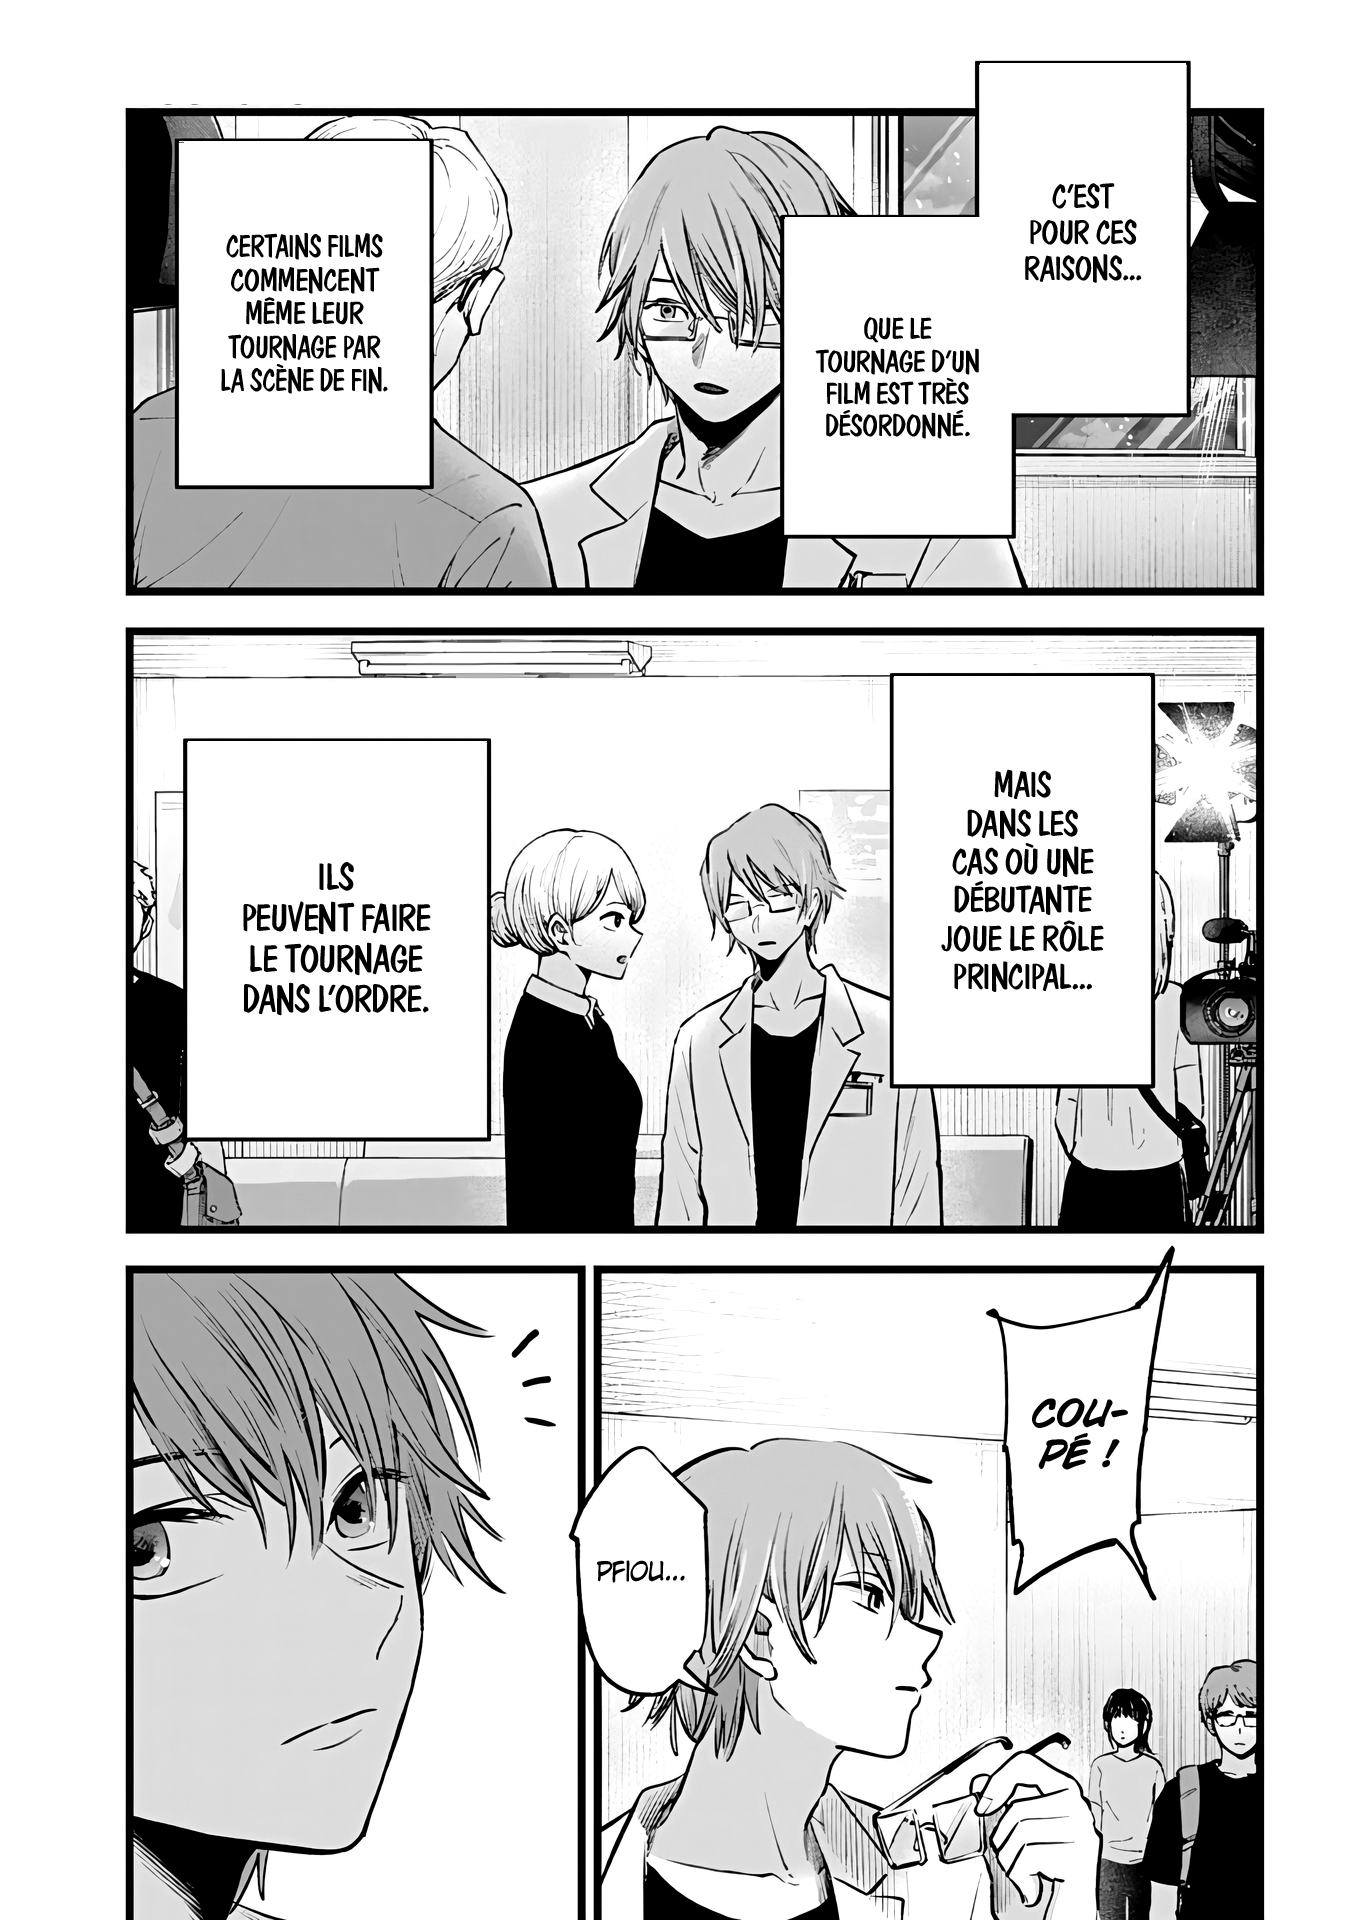 C'EST
POUR CES
RAISONS...
QUE LE
TOURNAGE D'UN
FILM EST TRÈS
DÉSORDONNÉ.
CERTAINS FILMS
COMMENCENT
MÊME LEUR
TOURNAGE PAR
LA SCÈNE DE FIN.
MAIS
DANS LES
CAS OÙ UNE
DÉBUTANTE
JOUE LE RÔLE
PRINCIPAL...
ILS
PEUVENT FAIRE
LE TOURNAGE
DANS L'ORDRE.
COU-
PÉ !
PFIOU...